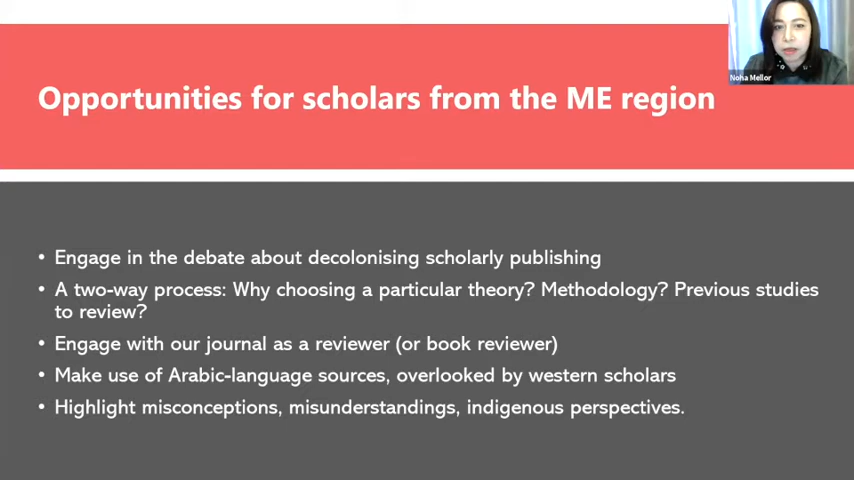 Noha Mellor
Opportunities for scholars from the ME region
• Engage in the debate about decolonising scholarly publishing
• A two-way process: Why choosing a particular theory? Methodology? Previous studies
to review?
• Engage with our journal as a reviewer (or book reviewer)
• Make use of Arabic-language sources, overlooked by western scholars
• Highlight misconceptions, misunderstandings, indigenous perspectives.